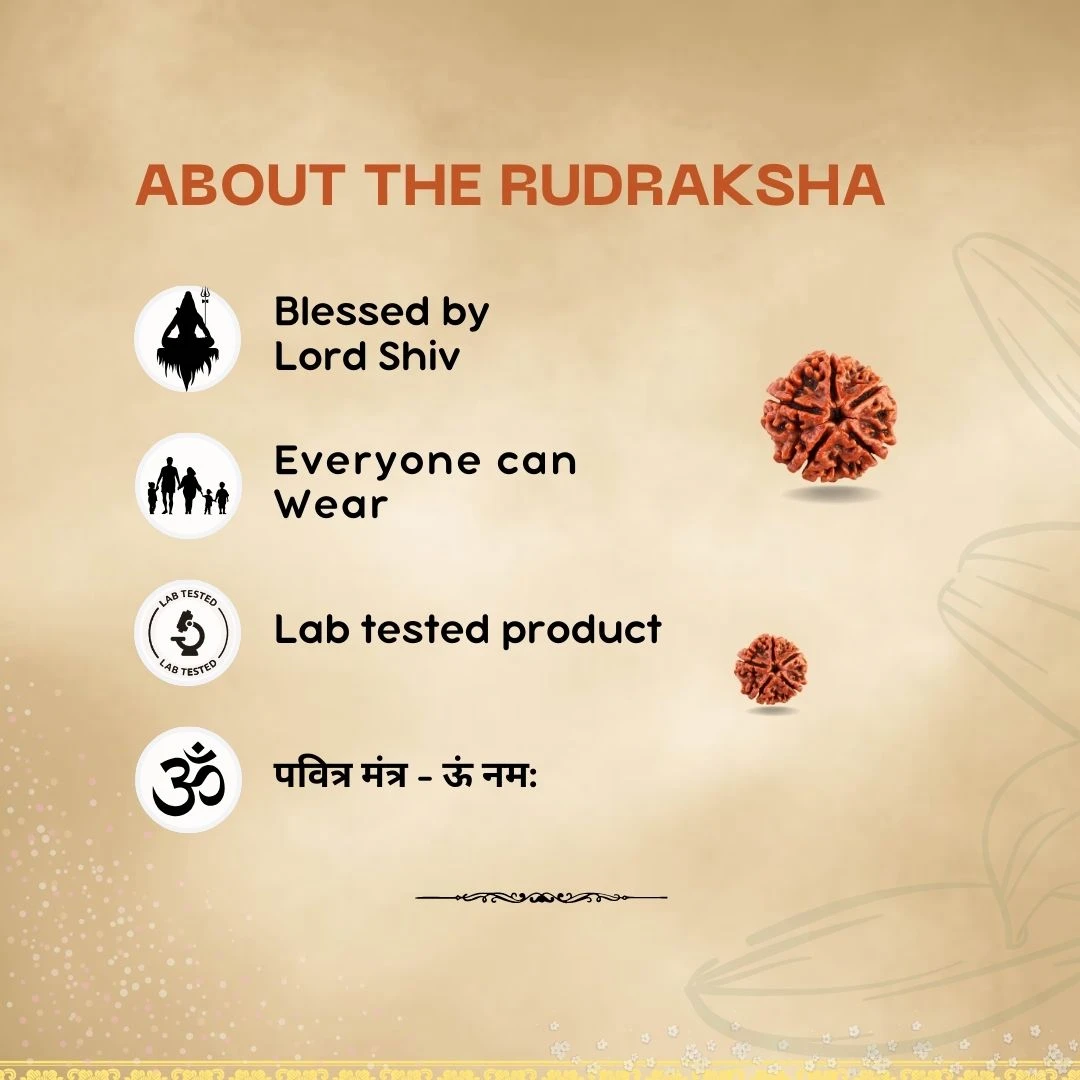 ABOUT THE RUDRAKSHA
Blessed by
Lord Shiv
Everyone can
Wear
LAB TESTED
LAB TESTED
Lab tested product
ॐ
पवित्र मंत्र - ऊं नम: